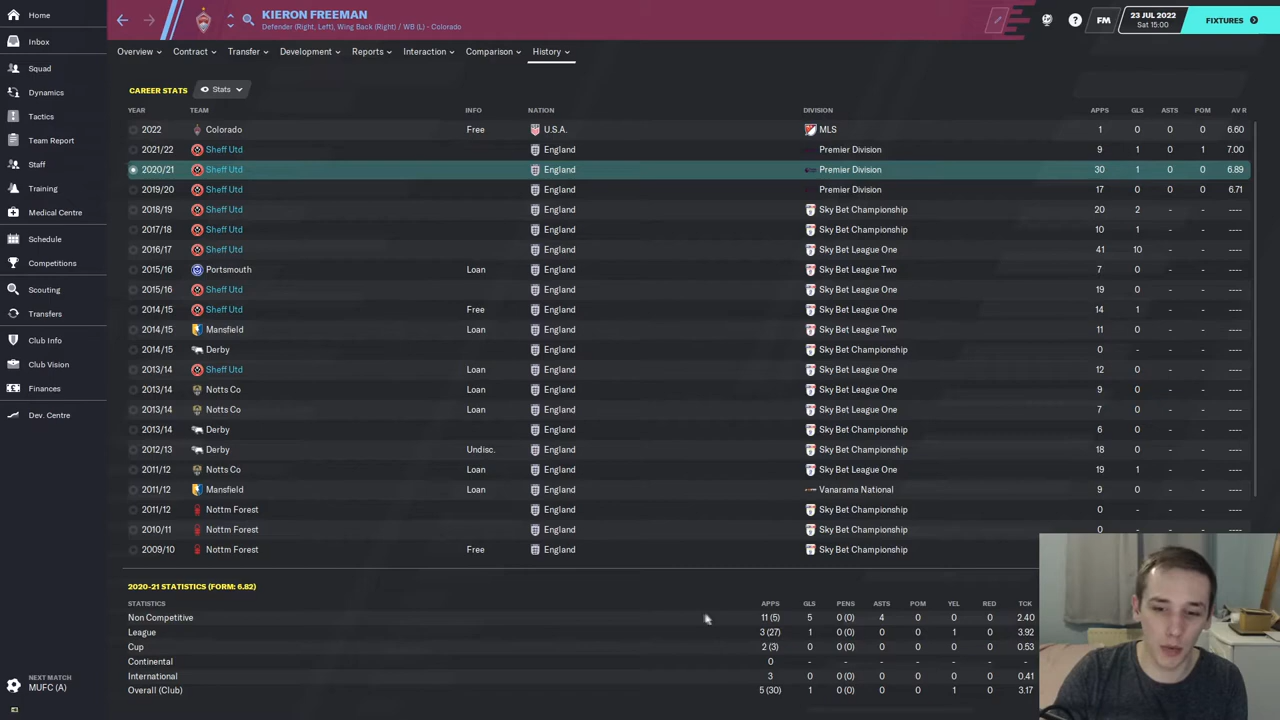 Home
Inbox
Squad
Dynamics
Tactics
Team Report
Staff
Training
Medical Centre
Schedule
Competitions
Scouting
Transfers
Club Info
Club Vision
Finances
Dev. Centre
NEXT MATCH
MUFC (A)
KIERON FREEMAN
Defender (Right, Left), Wing Back (Right) / WB (L) - Colorado
? FM 23 JUL 2022 Sat 15:00 FIXTURES
Overview Contract Transfer Development Reports Interaction Comparison History
CAREER STATS Stats
YEAR TEAM INFO NATION DIVISION APPS GLS ASTS POM AV R
2022 Colorado Free U.S.A. MLS 1 0 0 0 6.60
2021/22 Sheff Utd England Premier Division 9 1 0 1 7.00
2020/21 Sheff Utd England Premier Division 30 1 0 0 6.89
2019/20 Sheff Utd England Premier Division 17 0 0 0 6.71
2018/19 Sheff Utd England Sky Bet Championship 20 2 - - ----
2017/18 Sheff Utd England Sky Bet Championship 10 1 - - ----
2016/17 Sheff Utd England Sky Bet League One 41 10 - - ----
2015/16 Portsmouth Loan England Sky Bet League Two 7 0 - - ----
2015/16 Sheff Utd England Sky Bet League One 19 0 - - ----
2014/15 Sheff Utd Free England Sky Bet League One 14 1 - - ----
2014/15 Mansfield Loan England Sky Bet League Two 11 0 - - ----
2014/15 Derby England Sky Bet Championship 0 - - - ----
2013/14 Sheff Utd Loan England Sky Bet League One 12 0 - - ----
2013/14 Notts Co Loan England Sky Bet League One 9 0 - - ----
2013/14 Notts Co Loan England Sky Bet League One 7 0 - - ----
2013/14 Derby England Sky Bet Championship 6 0 - - ----
2012/13 Derby Undisc. England Sky Bet Championship 18 0 - - ----
2011/12 Notts Co Loan England Sky Bet League One 19 1 - - ----
2011/12 Mansfield Loan England Vanarama National 9 0 - - ----
2011/12 Nottm Forest England Sky Bet Championship 0 0 - - ----
2010/11 Nottm Forest England Sky Bet Championship 0
2009/10 Nottm Forest Free England Sky Bet Championship
2020-21 STATISTICS (FORM: 6.82)
STATISTICS APPS GLS PENS ASTS POM YEL RED TCK
Non Competitive 11 (5) 5 0 (0) 4 0 0 0 2.40
League 3 (27) 1 0 (0) 0 0 1 0 3.92
Cup 2 (3) 0 0 (0) 0 0 0 0 0.53
Continental 0 - - - - - - -
International 3 0 0 (0) 0 0 0 0 0.41
Overall (Club) 5 (30) 1 0 (0) 0 0 1 0 3.17